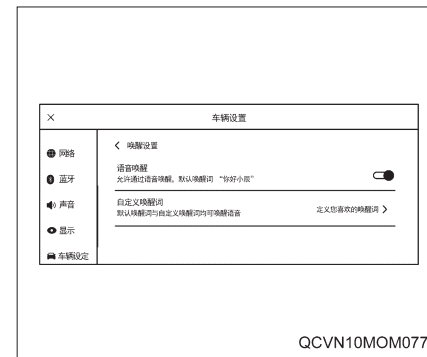 ×
车辆设置
网络
蓝牙
声音
显示
车辆设定
唤醒设置
语音唤醒
允许通过语音唤醒，默认唤醒词 “你好小辰”
自定义唤醒词
默认唤醒词与自定义唤醒词均可唤醒语音
定义您喜欢的唤醒词
QCVN10MOM077